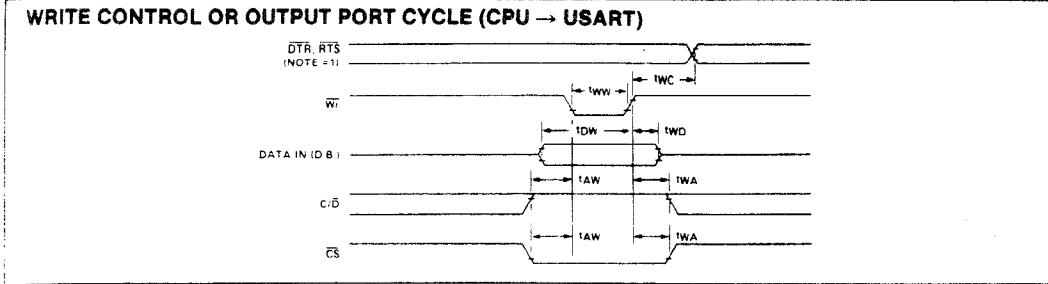 WRITE CONTROL OR OUTPUT PORT CYCLE (CPU → USART)
DTR, RTS
(NOTE =1)
tWC
tWW
Wr
tDW tWD
DATA IN (D B )
tAW tWA
C/D
tAW tWA
CS